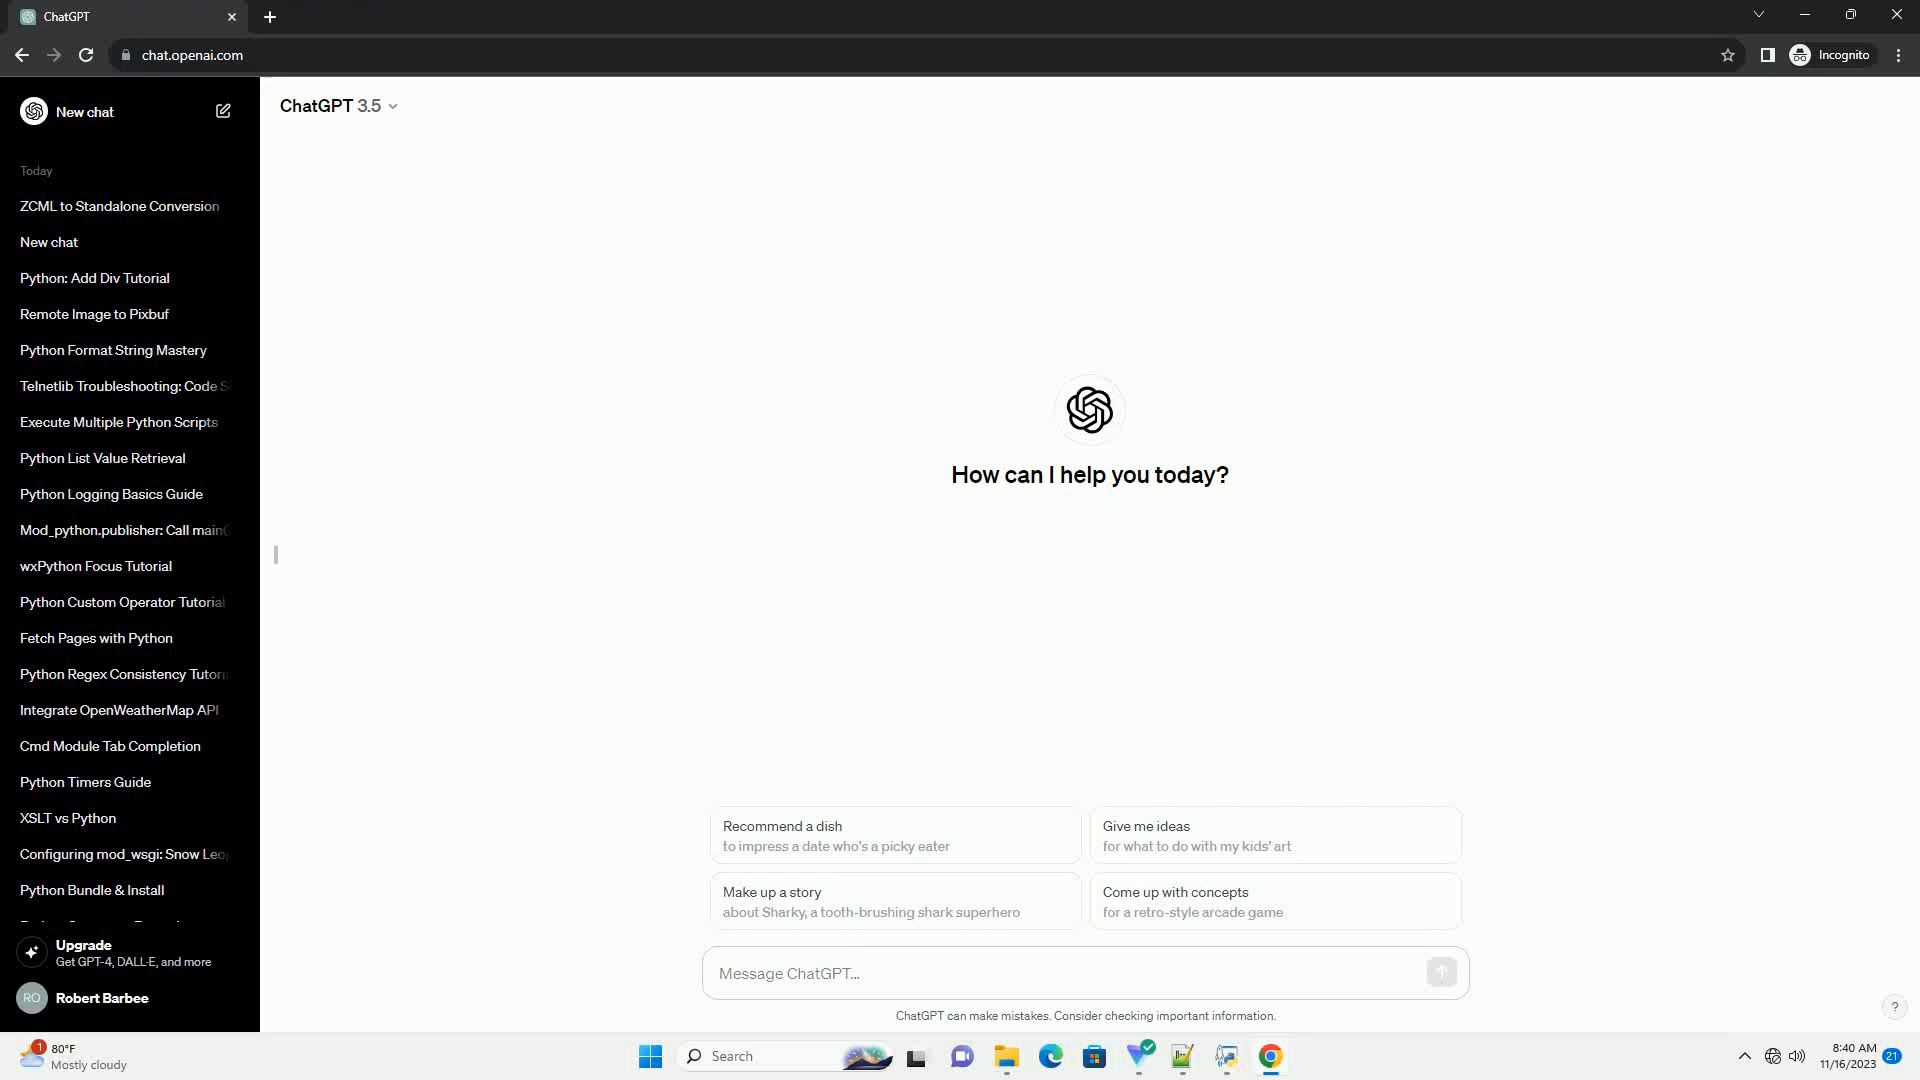 ChatGPT
chat.openai.com
Incognito
New chat
ChatGPT 3.5
Today
ZCML to Standalone Conversion
New chat
Python: Add Div Tutorial
Remote Image to Pixbuf
Python Format String Mastery
Telnetlib Troubleshooting: Code S
Execute Multiple Python Scripts
Python List Value Retrieval
Python Logging Basics Guide
Mod_python.publisher: Call main(
wxPython Focus Tutorial
Python Custom Operator Tutorial
Fetch Pages with Python
Python Regex Consistency Tutori
Integrate OpenWeatherMap API
Cmd Module Tab Completion
Python Timers Guide
XSLT vs Python
Configuring mod_wsgi: Snow Leo
Python Bundle & Install
Upgrade
Get GPT-4, DALL·E, and more
RO
Robert Barbee
How can I help you today?
Recommend a dish
to impress a date who's a picky eater
Give me ideas
for what to do with my kids' art
Make up a story
about Sharky, a tooth-brushing shark superhero
Come up with concepts
for a retro-style arcade game
Message ChatGPT...
ChatGPT can make mistakes. Consider checking important information.
?
1
80°F
Mostly cloudy
Search
8:40 AM
11/16/2023
21